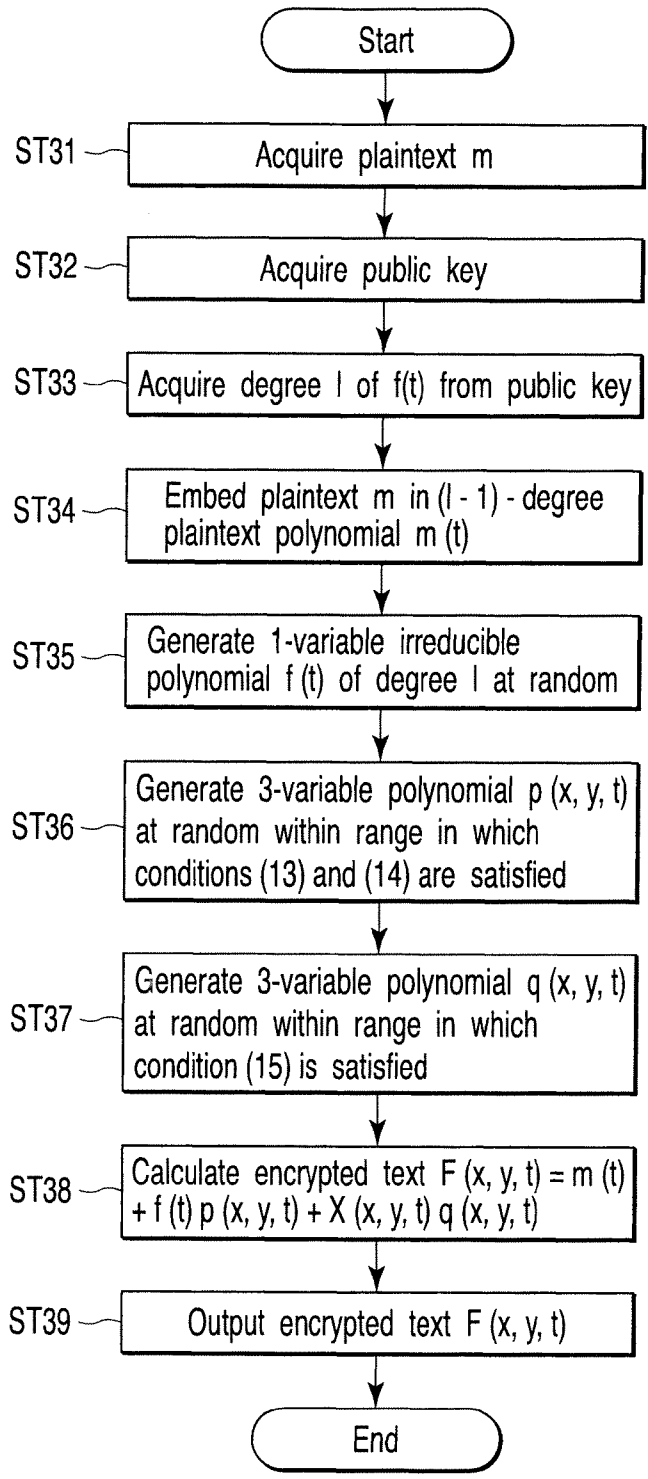 Start
ST31
Acquire plaintext m
ST32
Acquire public key
ST33
Acquire degree l of f(t) from public key
ST34
Embed plaintext m in (l - 1) - degree
plaintext polynomial m (t)
ST35
Generate 1-variable irreducible
polynomial f (t) of degree l at random
ST36
Generate 3-variable polynomial p (x, y, t)
at random within range in which
conditions (13) and (14) are satisfied
ST37
Generate 3-variable polynomial q (x, y, t)
at random within range in which
condition (15) is satisfied
ST38
Calculate encrypted text F (x, y, t) = m (t)
+ f (t) p (x, y, t) + X (x, y, t) q (x, y, t)
ST39
Output encrypted text F (x, y, t)
End